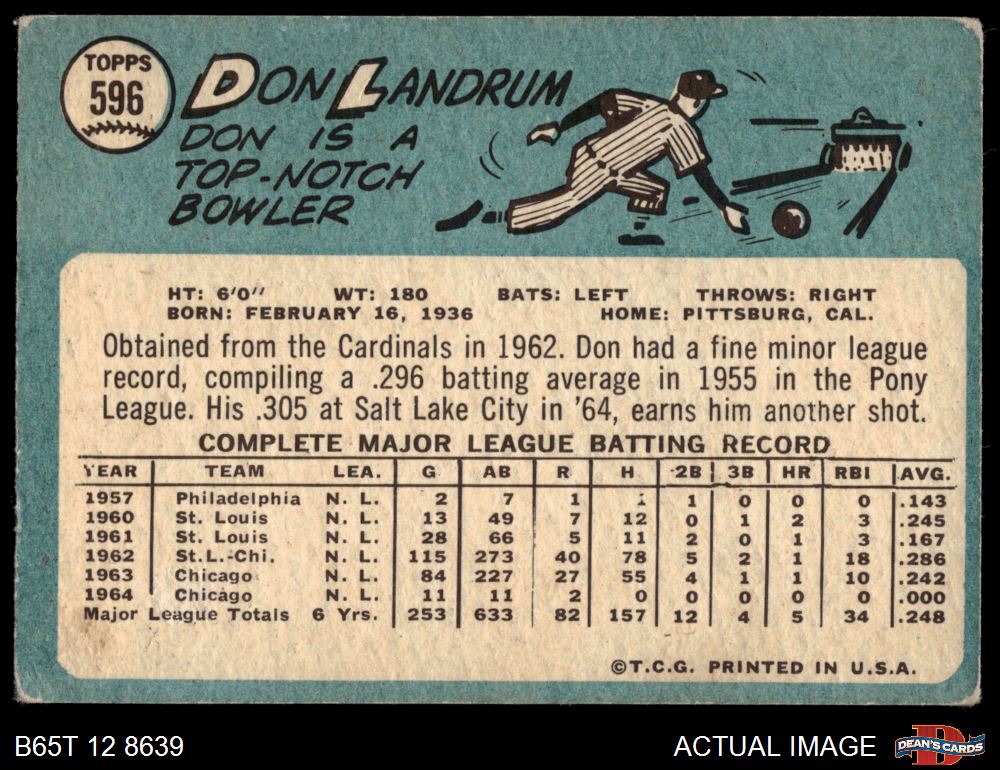 TOPPS
596
DON LANDRUM
DON IS A
TOP-NOTCH
BOWLER
HT: 6'0" WT: 180 BATS: LEFT THROWS: RIGHT
BORN: FEBRUARY 16, 1936 HOME: PITTSBURG, CAL.
Obtained from the Cardinals in 1962. Don had a fine minor league
record, compiling a .296 batting average in 1955 in the Pony
League. His .305 at Salt Lake City in '64, earns him another shot.
COMPLETE MAJOR LEAGUE BATTING RECORD
YEAR TEAM LEA. G AB R H 2B 3B HR RBI AVG.
1957 Philadelphia N. L. 2 7 1 1 1 0 0 0 .143
1960 St. Louis N. L. 13 49 7 12 0 1 2 3 .245
1961 St. Louis N. L. 28 66 5 11 2 0 1 3 .167
1962 St.L.-Chi. N. L. 115 273 40 78 5 2 1 18 .286
1963 Chicago N. L. 84 227 27 55 4 1 1 10 .242
1964 Chicago N. L. 11 11 2 0 0 0 0 0 .000
Major League Totals 6 Yrs. 253 633 82 157 12 4 5 34 .248
©T.C.G. PRINTED IN U.S.A.
B65T 12 8639 ACTUAL IMAGE D DEAN'S CARDS